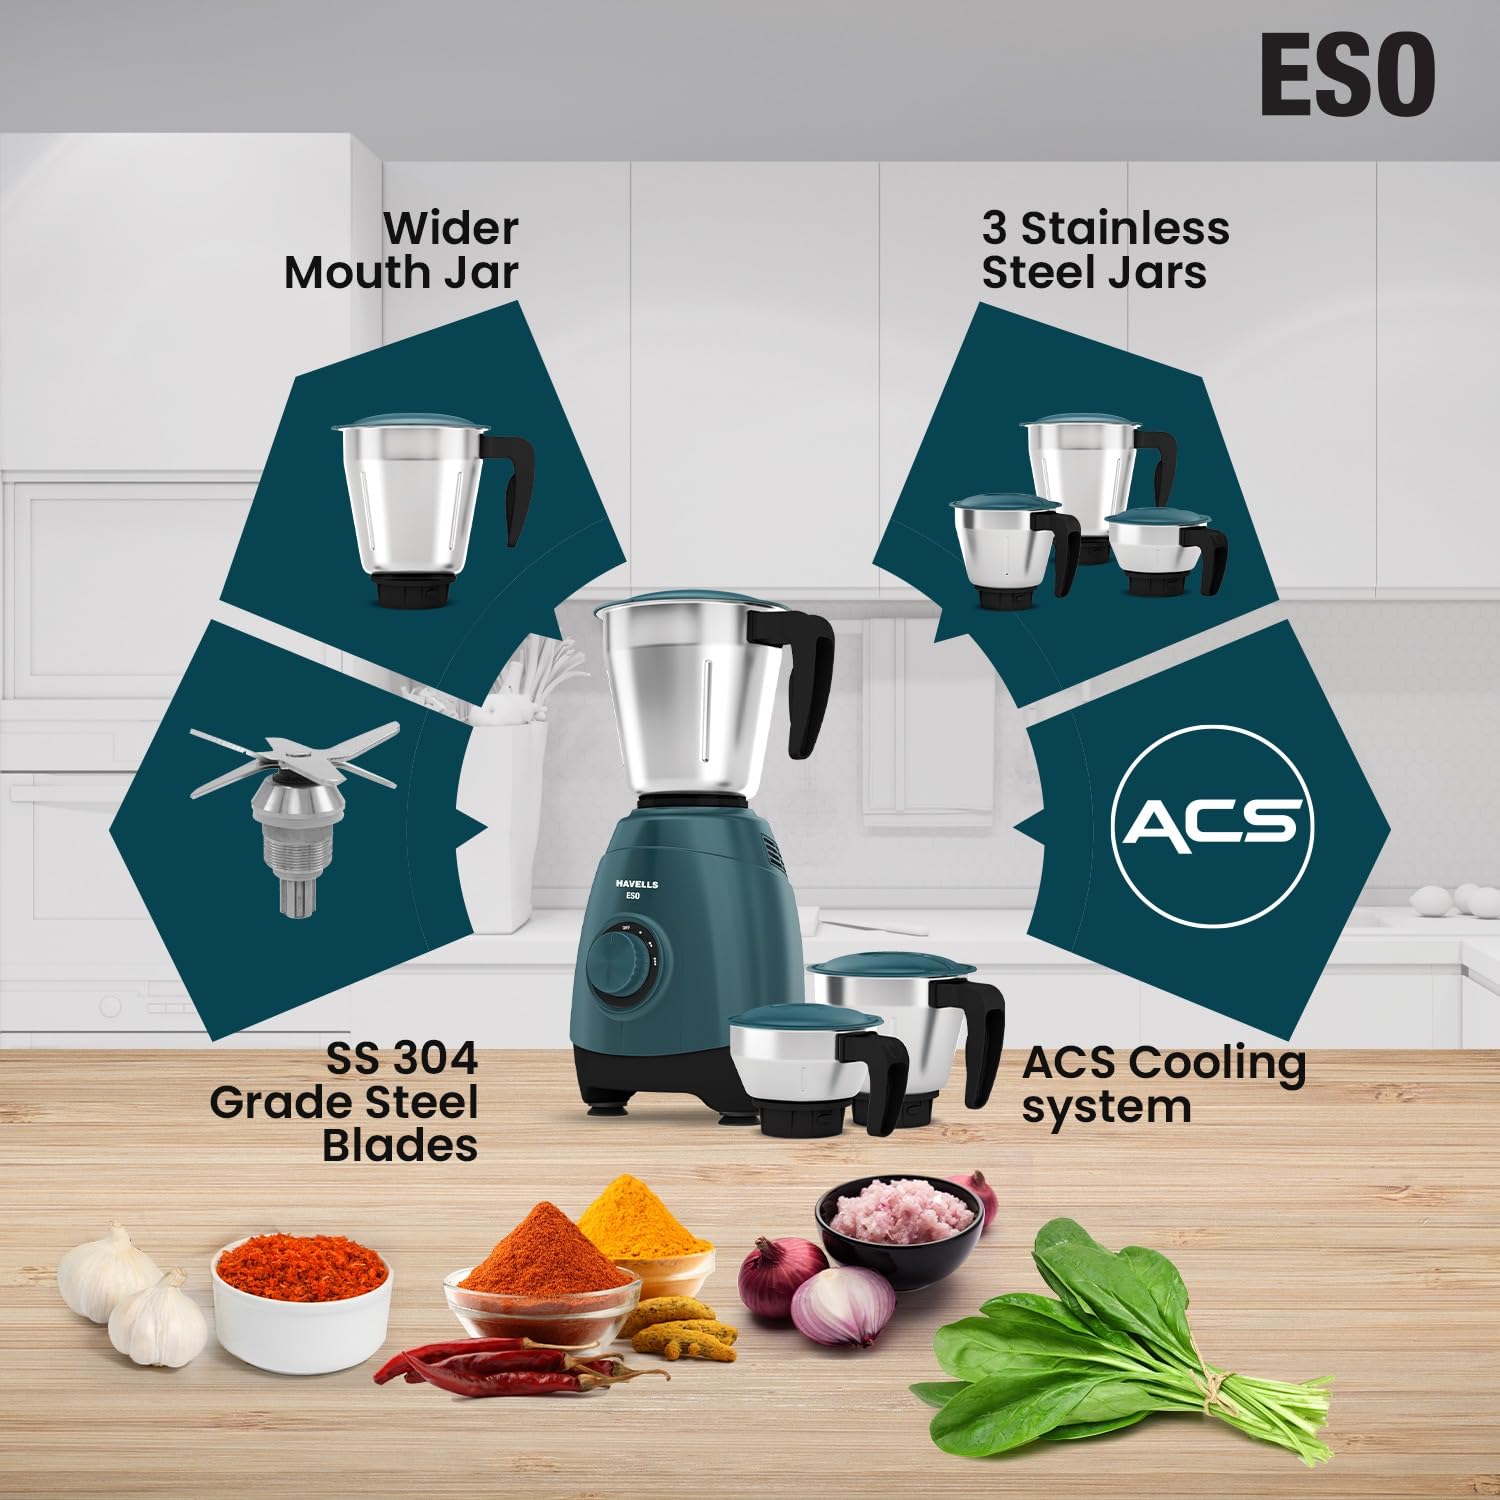 ESO
Wider
Mouth Jar
3 Stainless
Steel Jars
ACS
HAVELLS
ESO
OFF
SS 304
Grade Steel
Blades
ACS Cooling
system